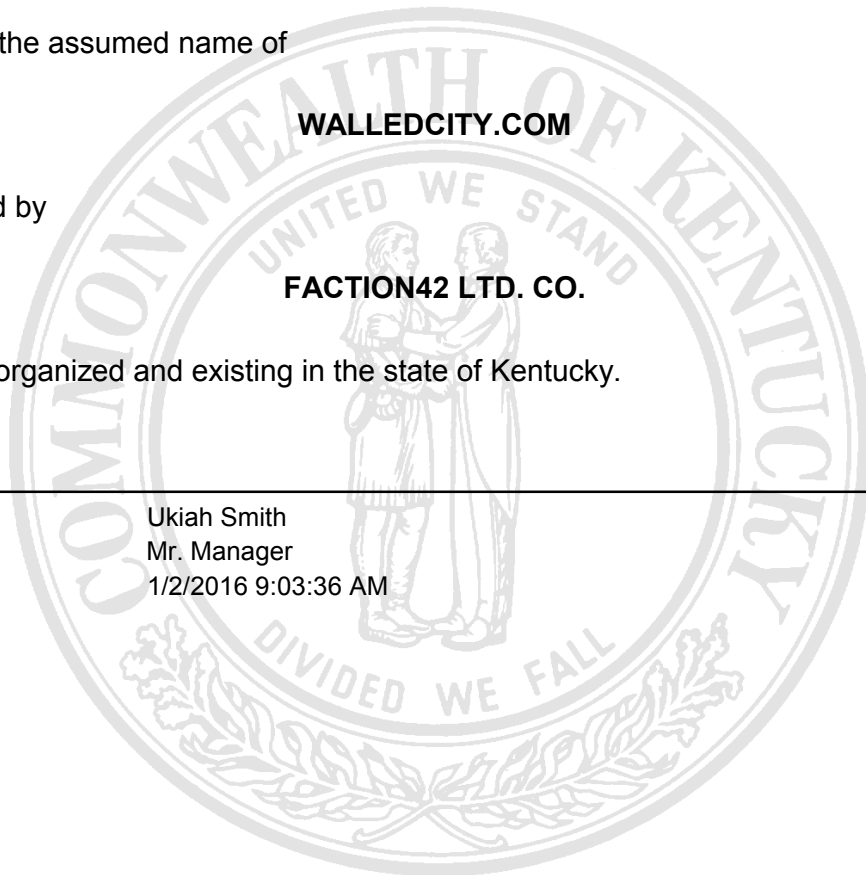 the assumed name of
WALLEDCITY.COM
d by
FACTION42 LTD. CO.
organized and existing in the state of Kentucky.
Ukiah Smith
Mr. Manager
1/2/2016 9:03:36 AM
COMMONWEALTH OF KENTUCKY
UNITED WE STAND
DIVIDED WE FALL